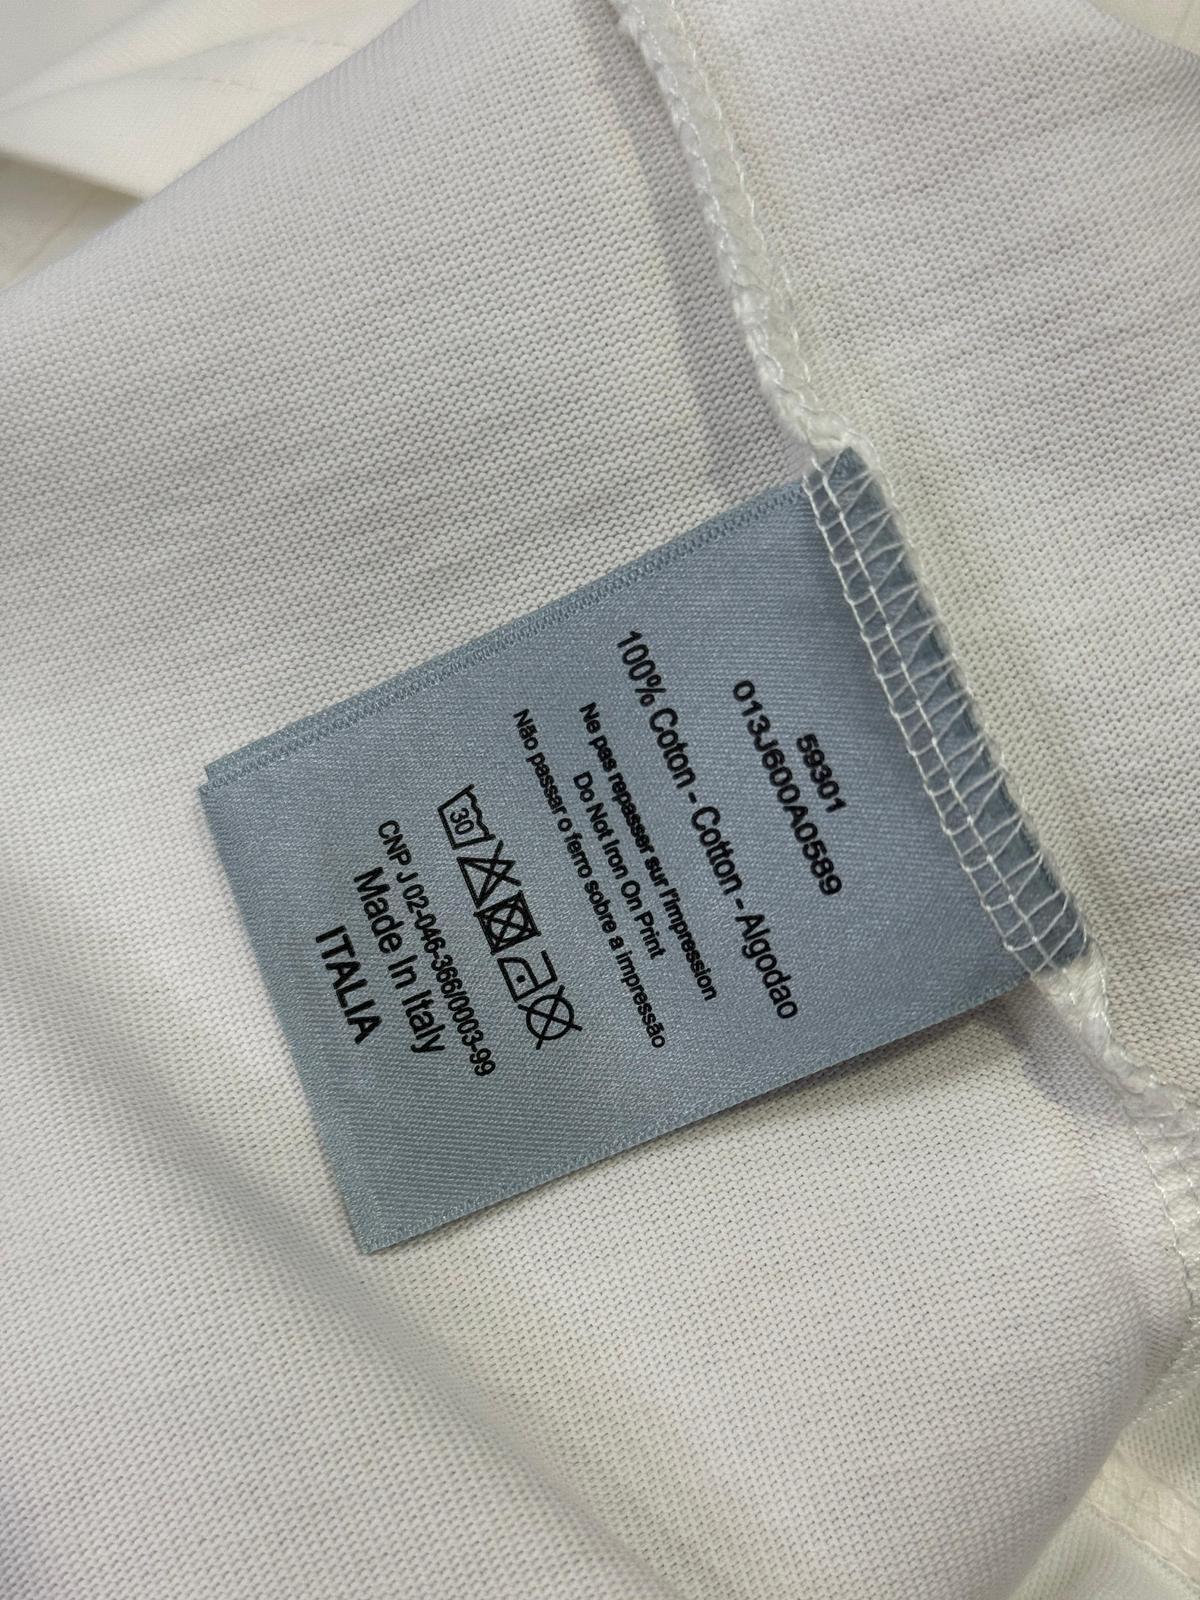 59301
013J600A0589
100% Coton - Cotton - Algodao
Ne pas repasser sur l'impression
Do Not Iron On Print
Não passar o ferro sobre a impressão
30
CNP J 02-046-366/0003-99
Made In Italy
ITALIA